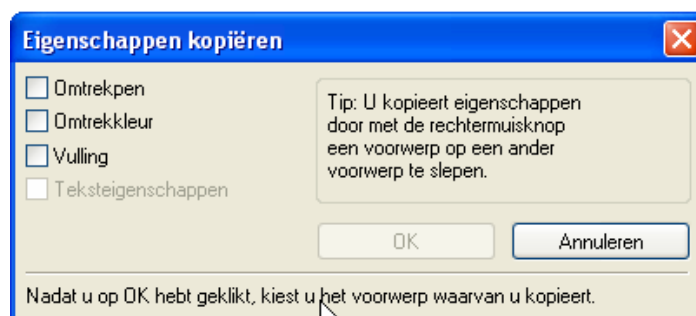 Eigenschappen kopiëren
Omtrekpen
Omtrekkleur
Vulling
Teksteigenschappen
Tip: U kopieert eigenschappen
door met de rechtermuisknop
een voorwerp op een ander
voorwerp te slepen.
OK
Annuleren
Nadat u op OK hebt geklikt, kiest u het voorwerp waarvan u kopieert.